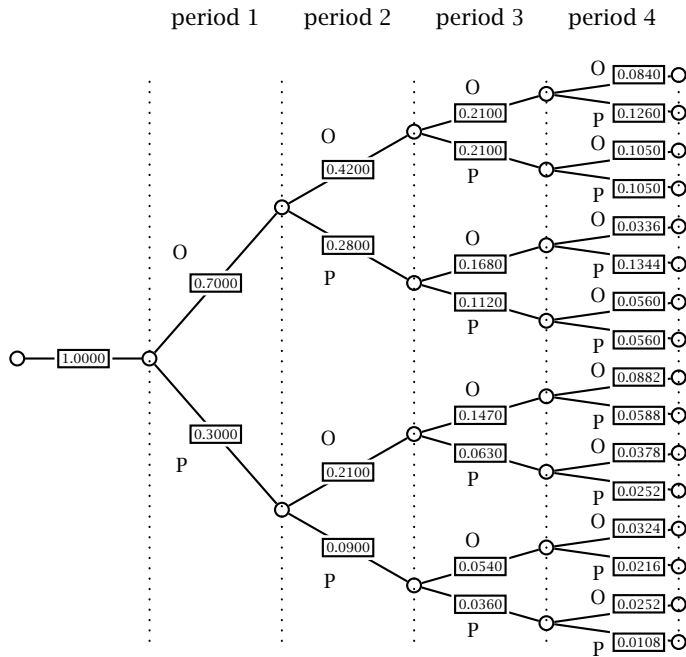 period 1 period 2 period 3 period 4
O 0.0840
O
0.2100 0.1260
P
O
O 0.1050
0.4200 0.2100
P
P 0.1050
O 0.0336
O
O 0.2800 0.1680 0.1344
P
0.7000 P O 0.0560
0.1120
P
P 0.0560
1.0000
O 0.0882
O
0.1470 0.0588
P
0.3000 O
O 0.0378
P 0.2100 0.0630
P
P 0.0252
O 0.0324
O
0.0900 0.0540 0.0216
P
P O 0.0252
0.0360
P
P 0.0108